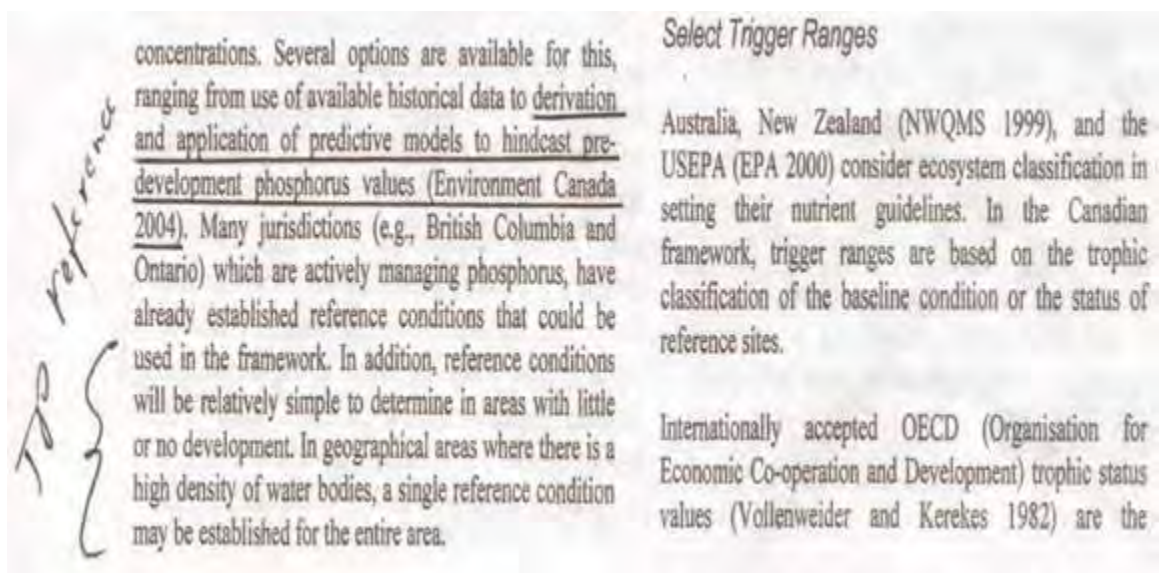 concentrations. Several options are available for this,
ranging from use of available historical data to derivation
and application of predictive models to hindcast pre-
development phosphorus values (Environment Canada
2004). Many jurisdictions (e.g., British Columbia and
Ontario) which are actively managing phosphorus, have
already established reference conditions that could be
used in the framework. In addition, reference conditions
will be relatively simple to determine in areas with little
or no development. In geographical areas where there is a
high density of water bodies, a single reference condition
may be established for the entire area.
TP reference
Select Trigger Ranges
Australia, New Zealand (NWQMS 1999), and the
USEPA (EPA 2000) consider ecosystem classification in
setting their nutrient guidelines. In the Canadian
framework, trigger ranges are based on the trophic
classification of the baseline condition or the status of
reference sites.
Internationally accepted OECD (Organisation for
Economic Co-operation and Development) trophic status
values (Vollenweider and Kerekes 1982) are the